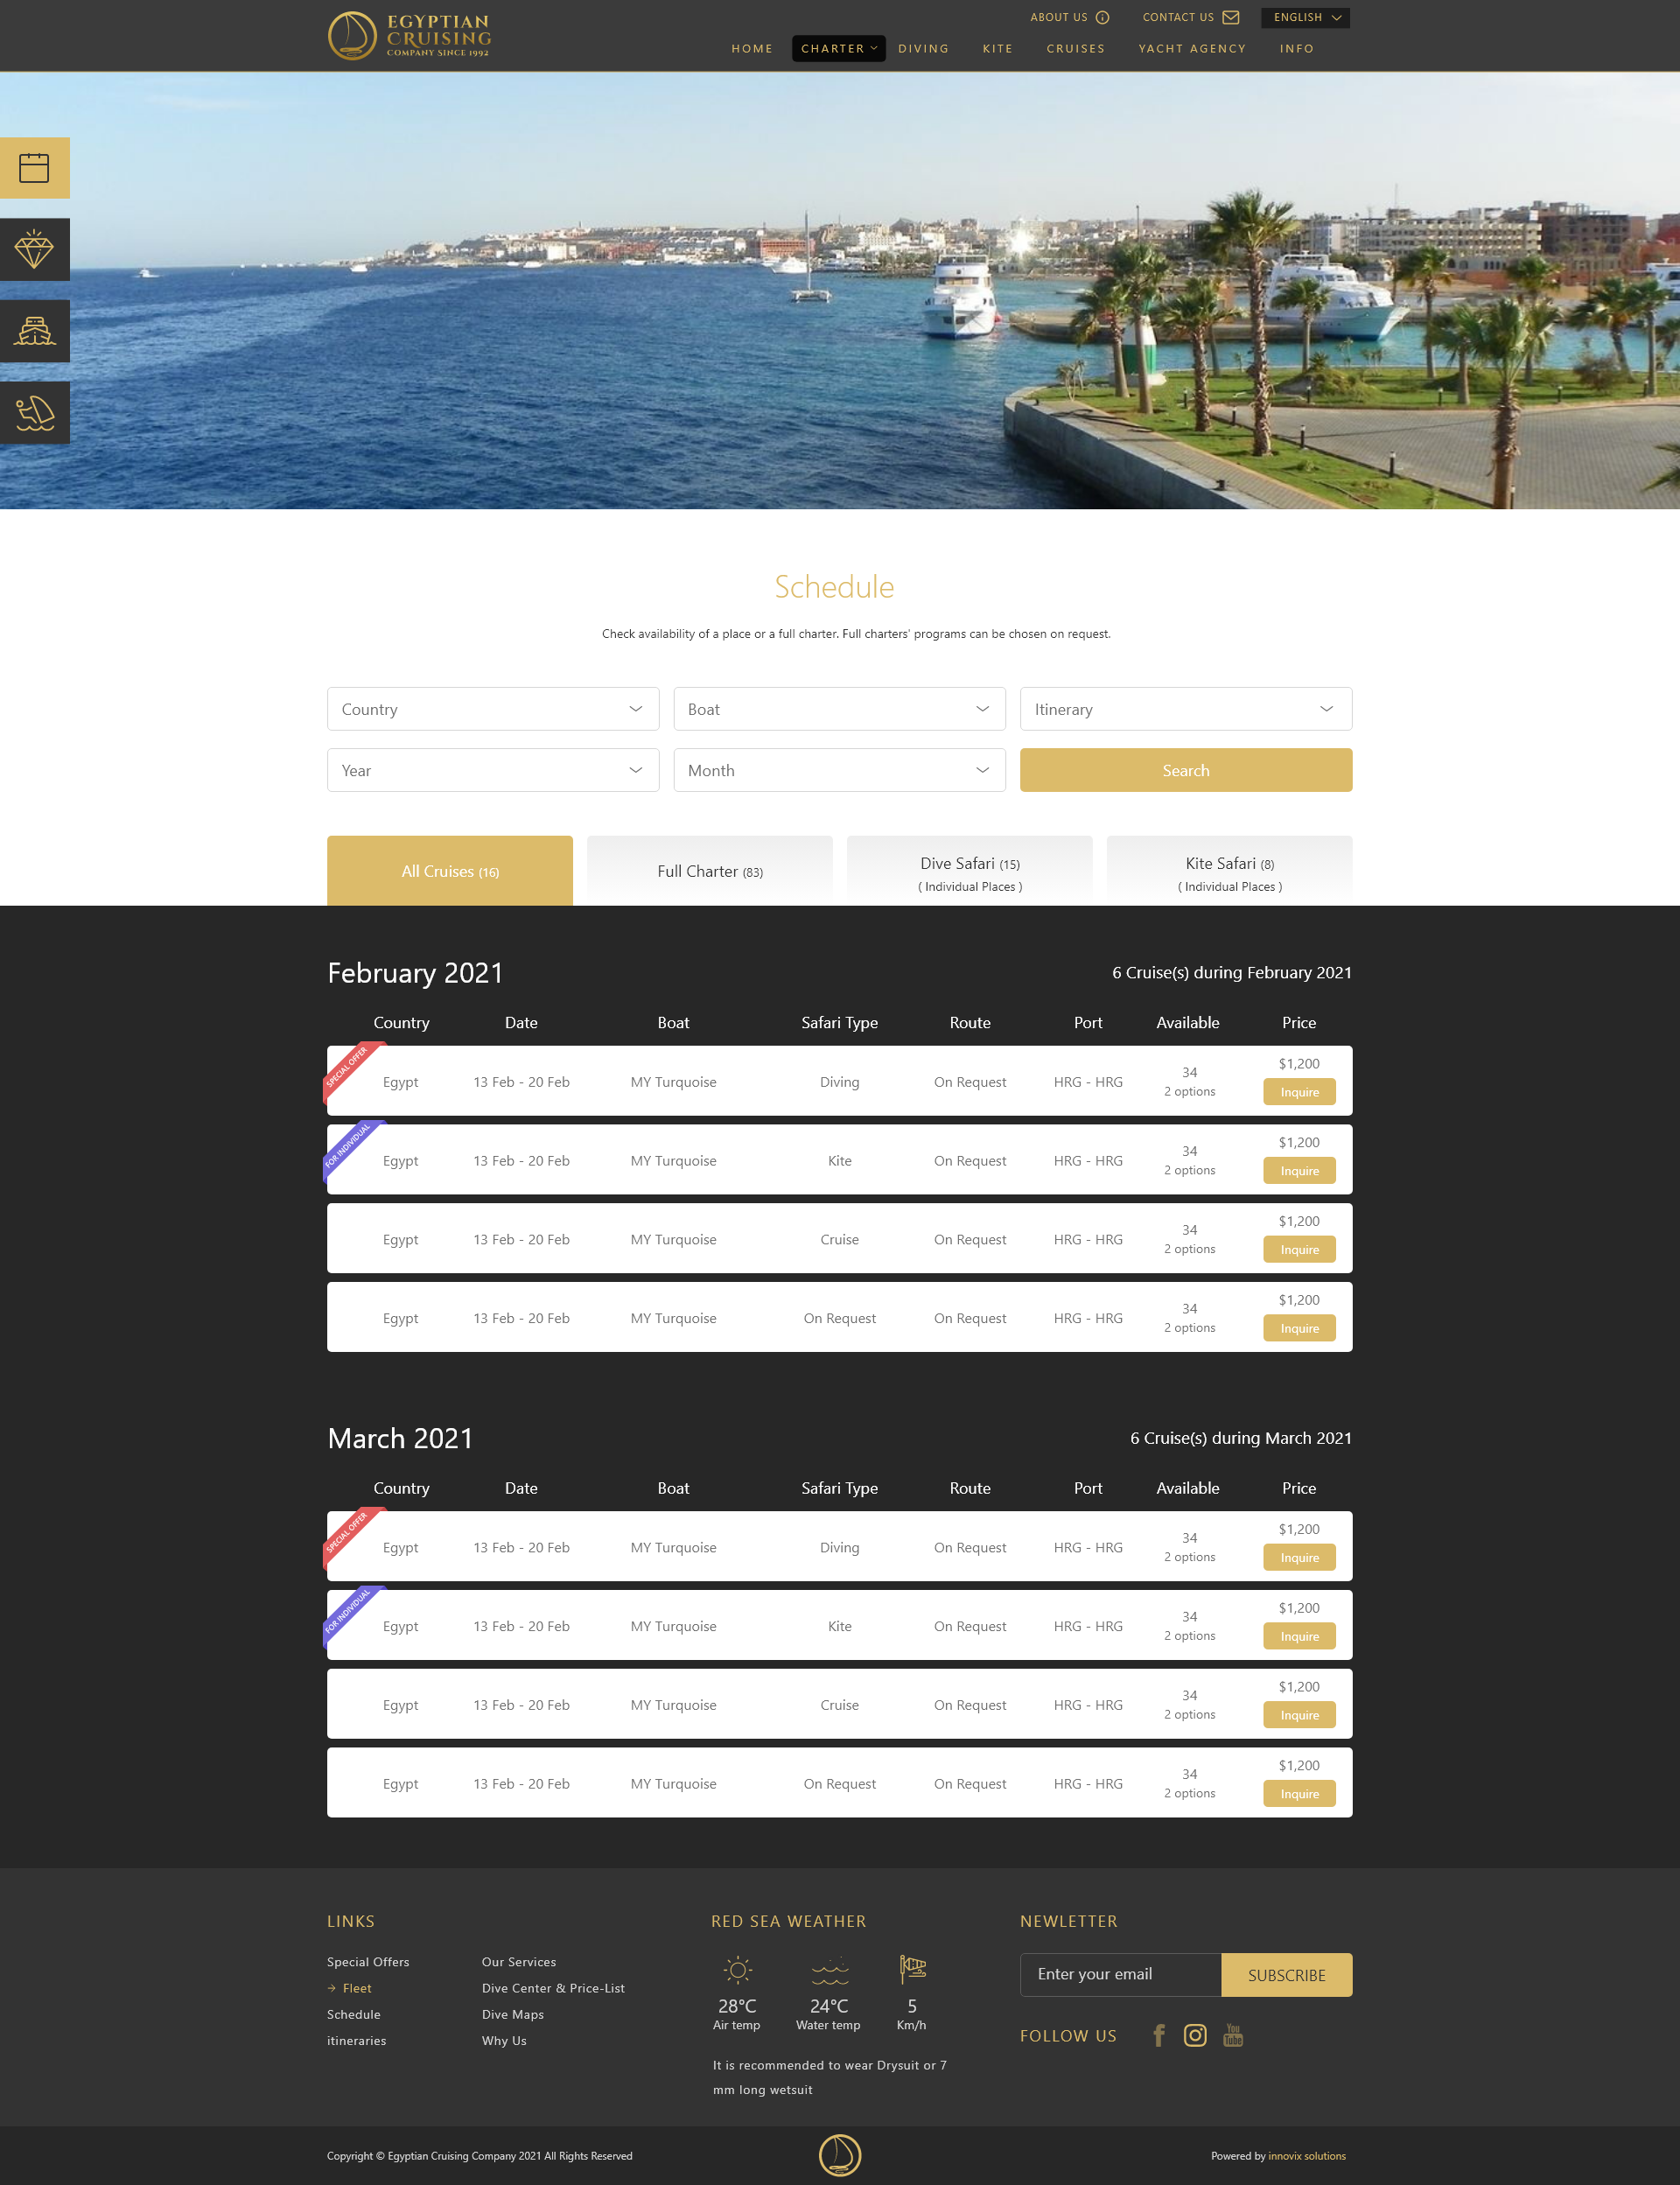 EGYPTIAN
CRUISING
COMPANY SINCE 1992
ABOUT US
CONTACT US
ENGLISH
HOME
CHARTER
DIVING
KITE
CRUISES
YACHT AGENCY
INFO
Schedule
Check availability of a place or a full charter. Full charters' programs can be chosen on request.
Country
Boat
Itinerary
Year
Month
Search
All Cruises (16)
Full Charter (83)
Dive Safari (15)
( Individual Places )
Kite Safari (8)
( Individual Places )
February 2021
6 Cruise(s) during February 2021
Country Date Boat Safari Type Route Port Available Price
SPECIAL OFFER
Egypt 13 Feb - 20 Feb MY Turquoise Diving On Request HRG - HRG 34 $1,200
2 options Inquire
FOR INDIVIDUAL
Egypt 13 Feb - 20 Feb MY Turquoise Kite On Request HRG - HRG 34 $1,200
2 options Inquire
Egypt 13 Feb - 20 Feb MY Turquoise Cruise On Request HRG - HRG 34 $1,200
2 options Inquire
Egypt 13 Feb - 20 Feb MY Turquoise On Request On Request HRG - HRG 34 $1,200
2 options Inquire
March 2021
6 Cruise(s) during March 2021
Country Date Boat Safari Type Route Port Available Price
SPECIAL OFFER
Egypt 13 Feb - 20 Feb MY Turquoise Diving On Request HRG - HRG 34 $1,200
2 options Inquire
FOR INDIVIDUAL
Egypt 13 Feb - 20 Feb MY Turquoise Kite On Request HRG - HRG 34 $1,200
2 options Inquire
Egypt 13 Feb - 20 Feb MY Turquoise Cruise On Request HRG - HRG 34 $1,200
2 options Inquire
Egypt 13 Feb - 20 Feb MY Turquoise On Request On Request HRG - HRG 34 $1,200
2 options Inquire
LINKS
Special Offers
Fleet
Schedule
itineraries
Our Services
Dive Center & Price-List
Dive Maps
Why Us
RED SEA WEATHER
28°C
Air temp
24°C
Water temp
5
Km/h
It is recommended to wear Drysuit or 7
mm long wetsuit
NEWLETTER
Enter your email
SUBSCRIBE
FOLLOW US
You
Tube
Copyright © Egyptian Cruising Company 2021 All Rights Reserved
Powered by innovix solutions